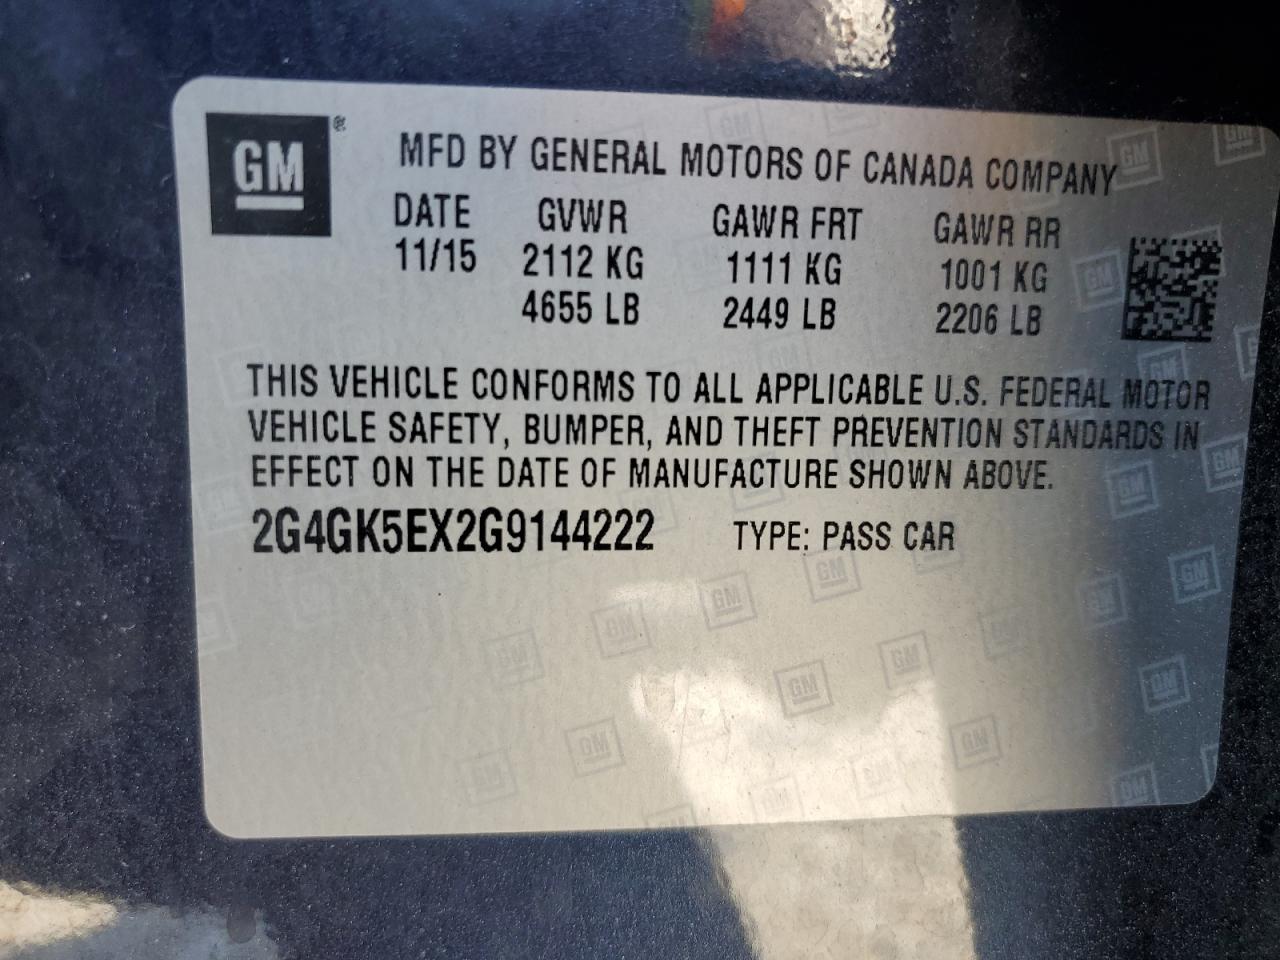 GM®
MFD BY GENERAL MOTORS OF CANADA COMPANY
DATE GVWR GAWR FRT GAWR RR
11/15 2112 KG 1111 KG 1001 KG
4655 LB 2449 LB 2206 LB
THIS VEHICLE CONFORMS TO ALL APPLICABLE U.S. FEDERAL MOTOR
VEHICLE SAFETY, BUMPER, AND THEFT PREVENTION STANDARDS IN
EFFECT ON THE DATE OF MANUFACTURE SHOWN ABOVE.
2G4GK5EX2G9144222 TYPE: PASS CAR